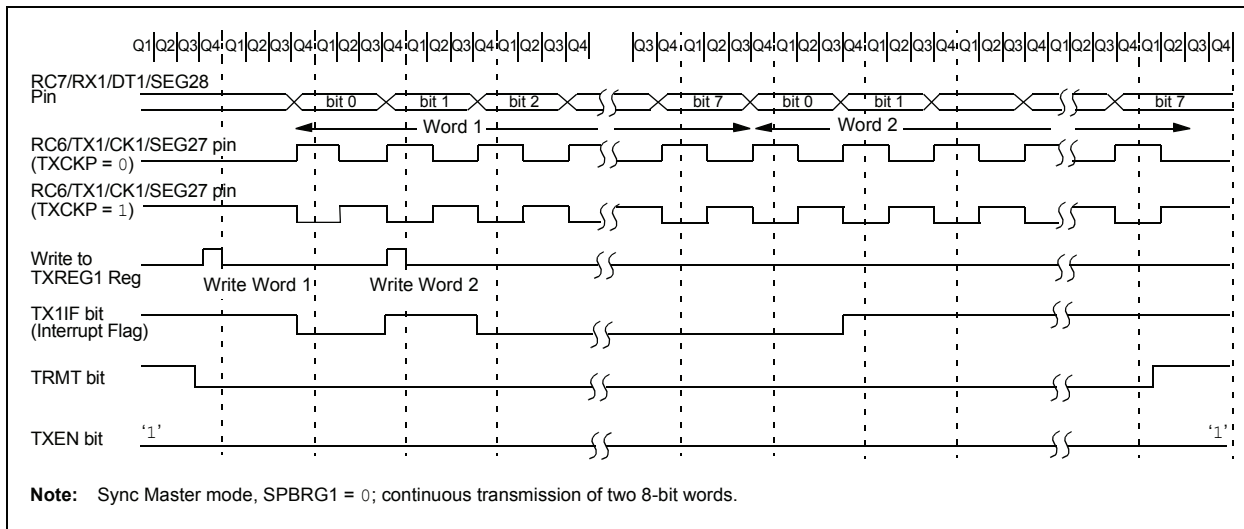 Q1 Q2 Q3 Q4 Q1 Q2 Q3 Q4 Q1 Q2 Q3 Q4 Q1 Q2 Q3 Q4 Q1 Q2 Q3 Q4 Q3 Q4 Q1 Q2 Q3 Q4 Q1 Q2 Q3 Q4 Q1 Q2 Q3 Q4 Q1 Q2 Q3 Q4 Q1 Q2 Q3 Q4 Q1 Q2 Q3 Q4
RC7/RX1/DT1/SEG28
Pin
bit 0 bit 1 bit 2 bit 7 bit 0 bit 1 bit 7
Word 1 Word 2
RC6/TX1/CK1/SEG27 pin
(TXCKP = 0)
RC6/TX1/CK1/SEG27 pin
(TXCKP = 1)
Write to
TXREG1 Reg
Write Word 1 Write Word 2
TX1IF bit
(Interrupt Flag)
TRMT bit
TXEN bit
‘1’ ‘1’
Note: Sync Master mode, SPBRG1 = 0; continuous transmission of two 8-bit words.